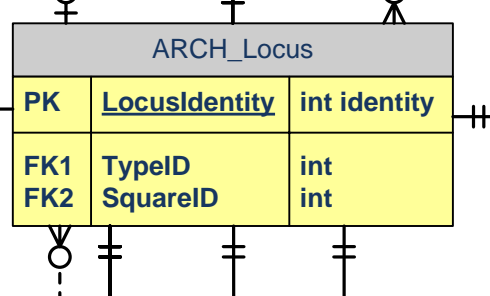 ARCH_Locus
PK LocusIdentity int identity
FK1 TypeID int
FK2 SquareID int